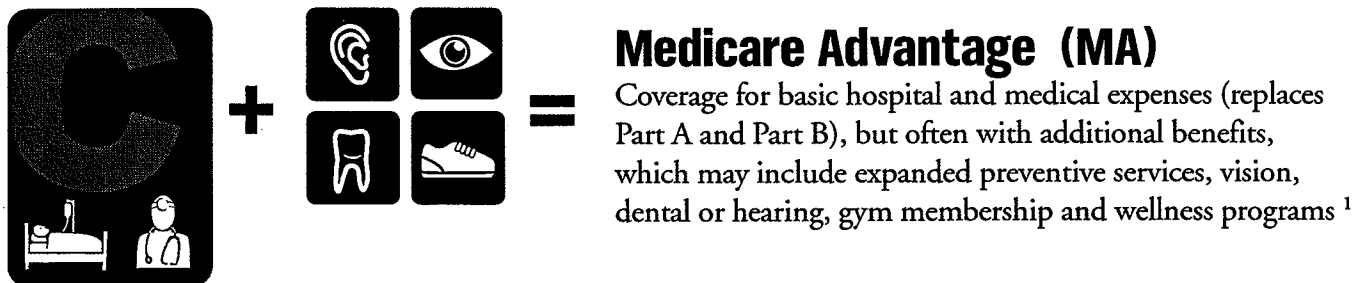 C
+
=
Medicare Advantage (MA)
Coverage for basic hospital and medical expenses (replaces
Part A and Part B), but often with additional benefits,
which may include expanded preventive services, vision,
dental or hearing, gym membership and wellness programs 1